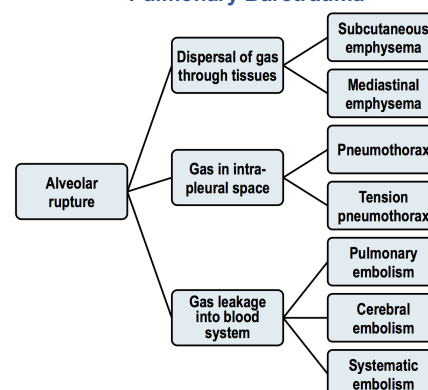 Pulmonary Barotrauma
Subcutaneous
emphysema
Dispersal of gas
through tissues
Mediastinal
emphysema
Pneumothorax
Gas in intra-
pleural space
Alveolar
rupture
Tension
pneumothorax
Pulmonary
embolism
Gas leakage
into blood
system
Cerebral
embolism
Systematic
embolism